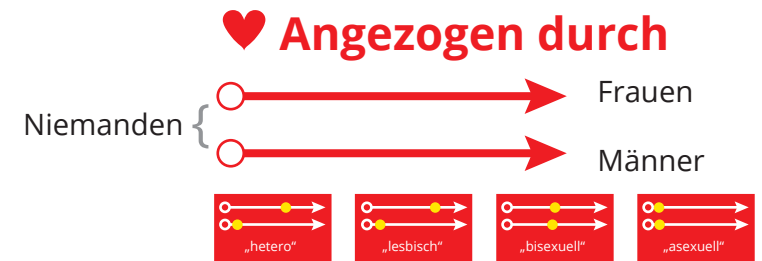 Angezogen durch
Frauen
Niemanden {
Männer
„hetero“
„lesbisch“
„bisexuell“
„asexuell“